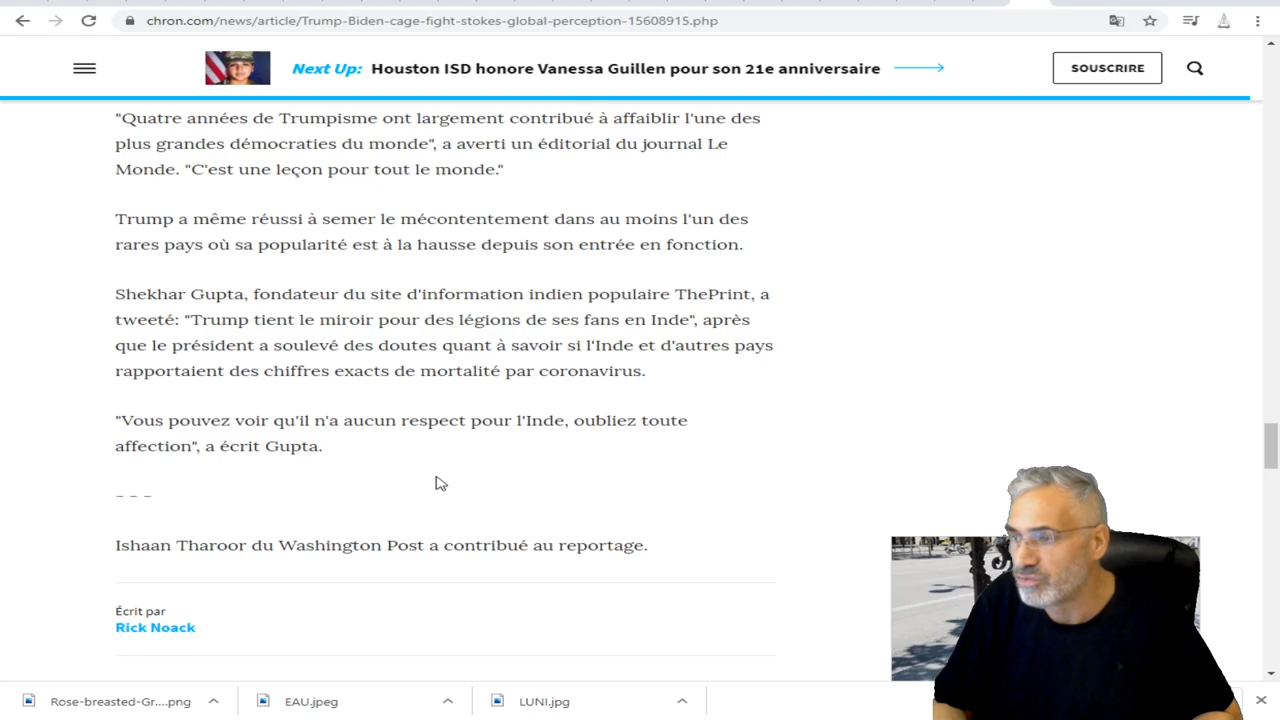 chron.com/news/article/Trump-Biden-cage-fight-stokes-global-perception-15608915.php
Next Up: Houston ISD honore Vanessa Guillen pour son 21e anniversaire
SOUSCRIRE
"Quatre années de Trumpisme ont largement contribué à affaiblir l'une des
plus grandes démocraties du monde", a averti un éditorial du journal Le
Monde. "C'est une leçon pour tout le monde."
Trump a même réussi à semer le mécontentement dans au moins l'un des
rares pays où sa popularité est à la hausse depuis son entrée en fonction.
Shekhar Gupta, fondateur du site d'information indien populaire ThePrint, a
tweeté: "Trump tient le miroir pour des légions de ses fans en Inde", après
que le président a soulevé des doutes quant à savoir si l'Inde et d'autres pays
rapportaient des chiffres exacts de mortalité par coronavirus.
"Vous pouvez voir qu'il n'a aucun respect pour l'Inde, oubliez toute
affection", a écrit Gupta.
- - -
Ishaan Tharoor du Washington Post a contribué au reportage.
Écrit par
Rick Noack
Rose-breasted-Gr....png
EAU.jpeg
LUNI.jpg